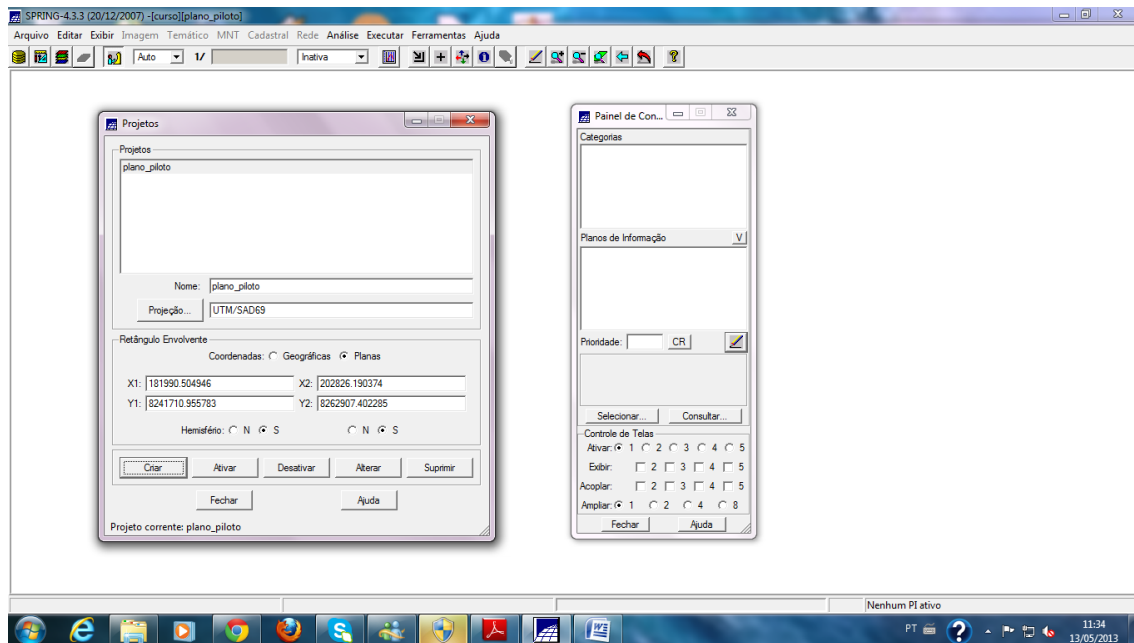 SPRING-4.3.3 (20/12/2007) -[curso][plano_piloto]
Arquivo Editar Exibir Imagem Temático MNT Cadastral Rede Análise Executar Ferramentas Ajuda
Auto 1/ Inativa
Projetos
Projetos
plano_piloto
Nome: plano_piloto
Projeção... UTM/SAD69
Retângulo Envolvente
Coordenadas: Geográficas Planas
X1: 181990.504946 X2: 202826.190374
Y1: 8241710.955783 Y2: 8262907.402285
Hemisfério: N S N S
Criar Ativar Desativar Alterar Suprimir
Fechar Ajuda
Projeto corrente: plano_piloto
Painel de Con...
Categorias
Planos de Informação V
Prioridade: CR
Selecionar... Consultar...
Controle de Telas
Ativar: 1 2 3 4 5
Exibir: 2 3 4 5
Acoplar: 2 3 4 5
Ampliar: 1 2 4 8
Fechar Ajuda
Nenhum PI ativo
PT
11:34
13/05/2013